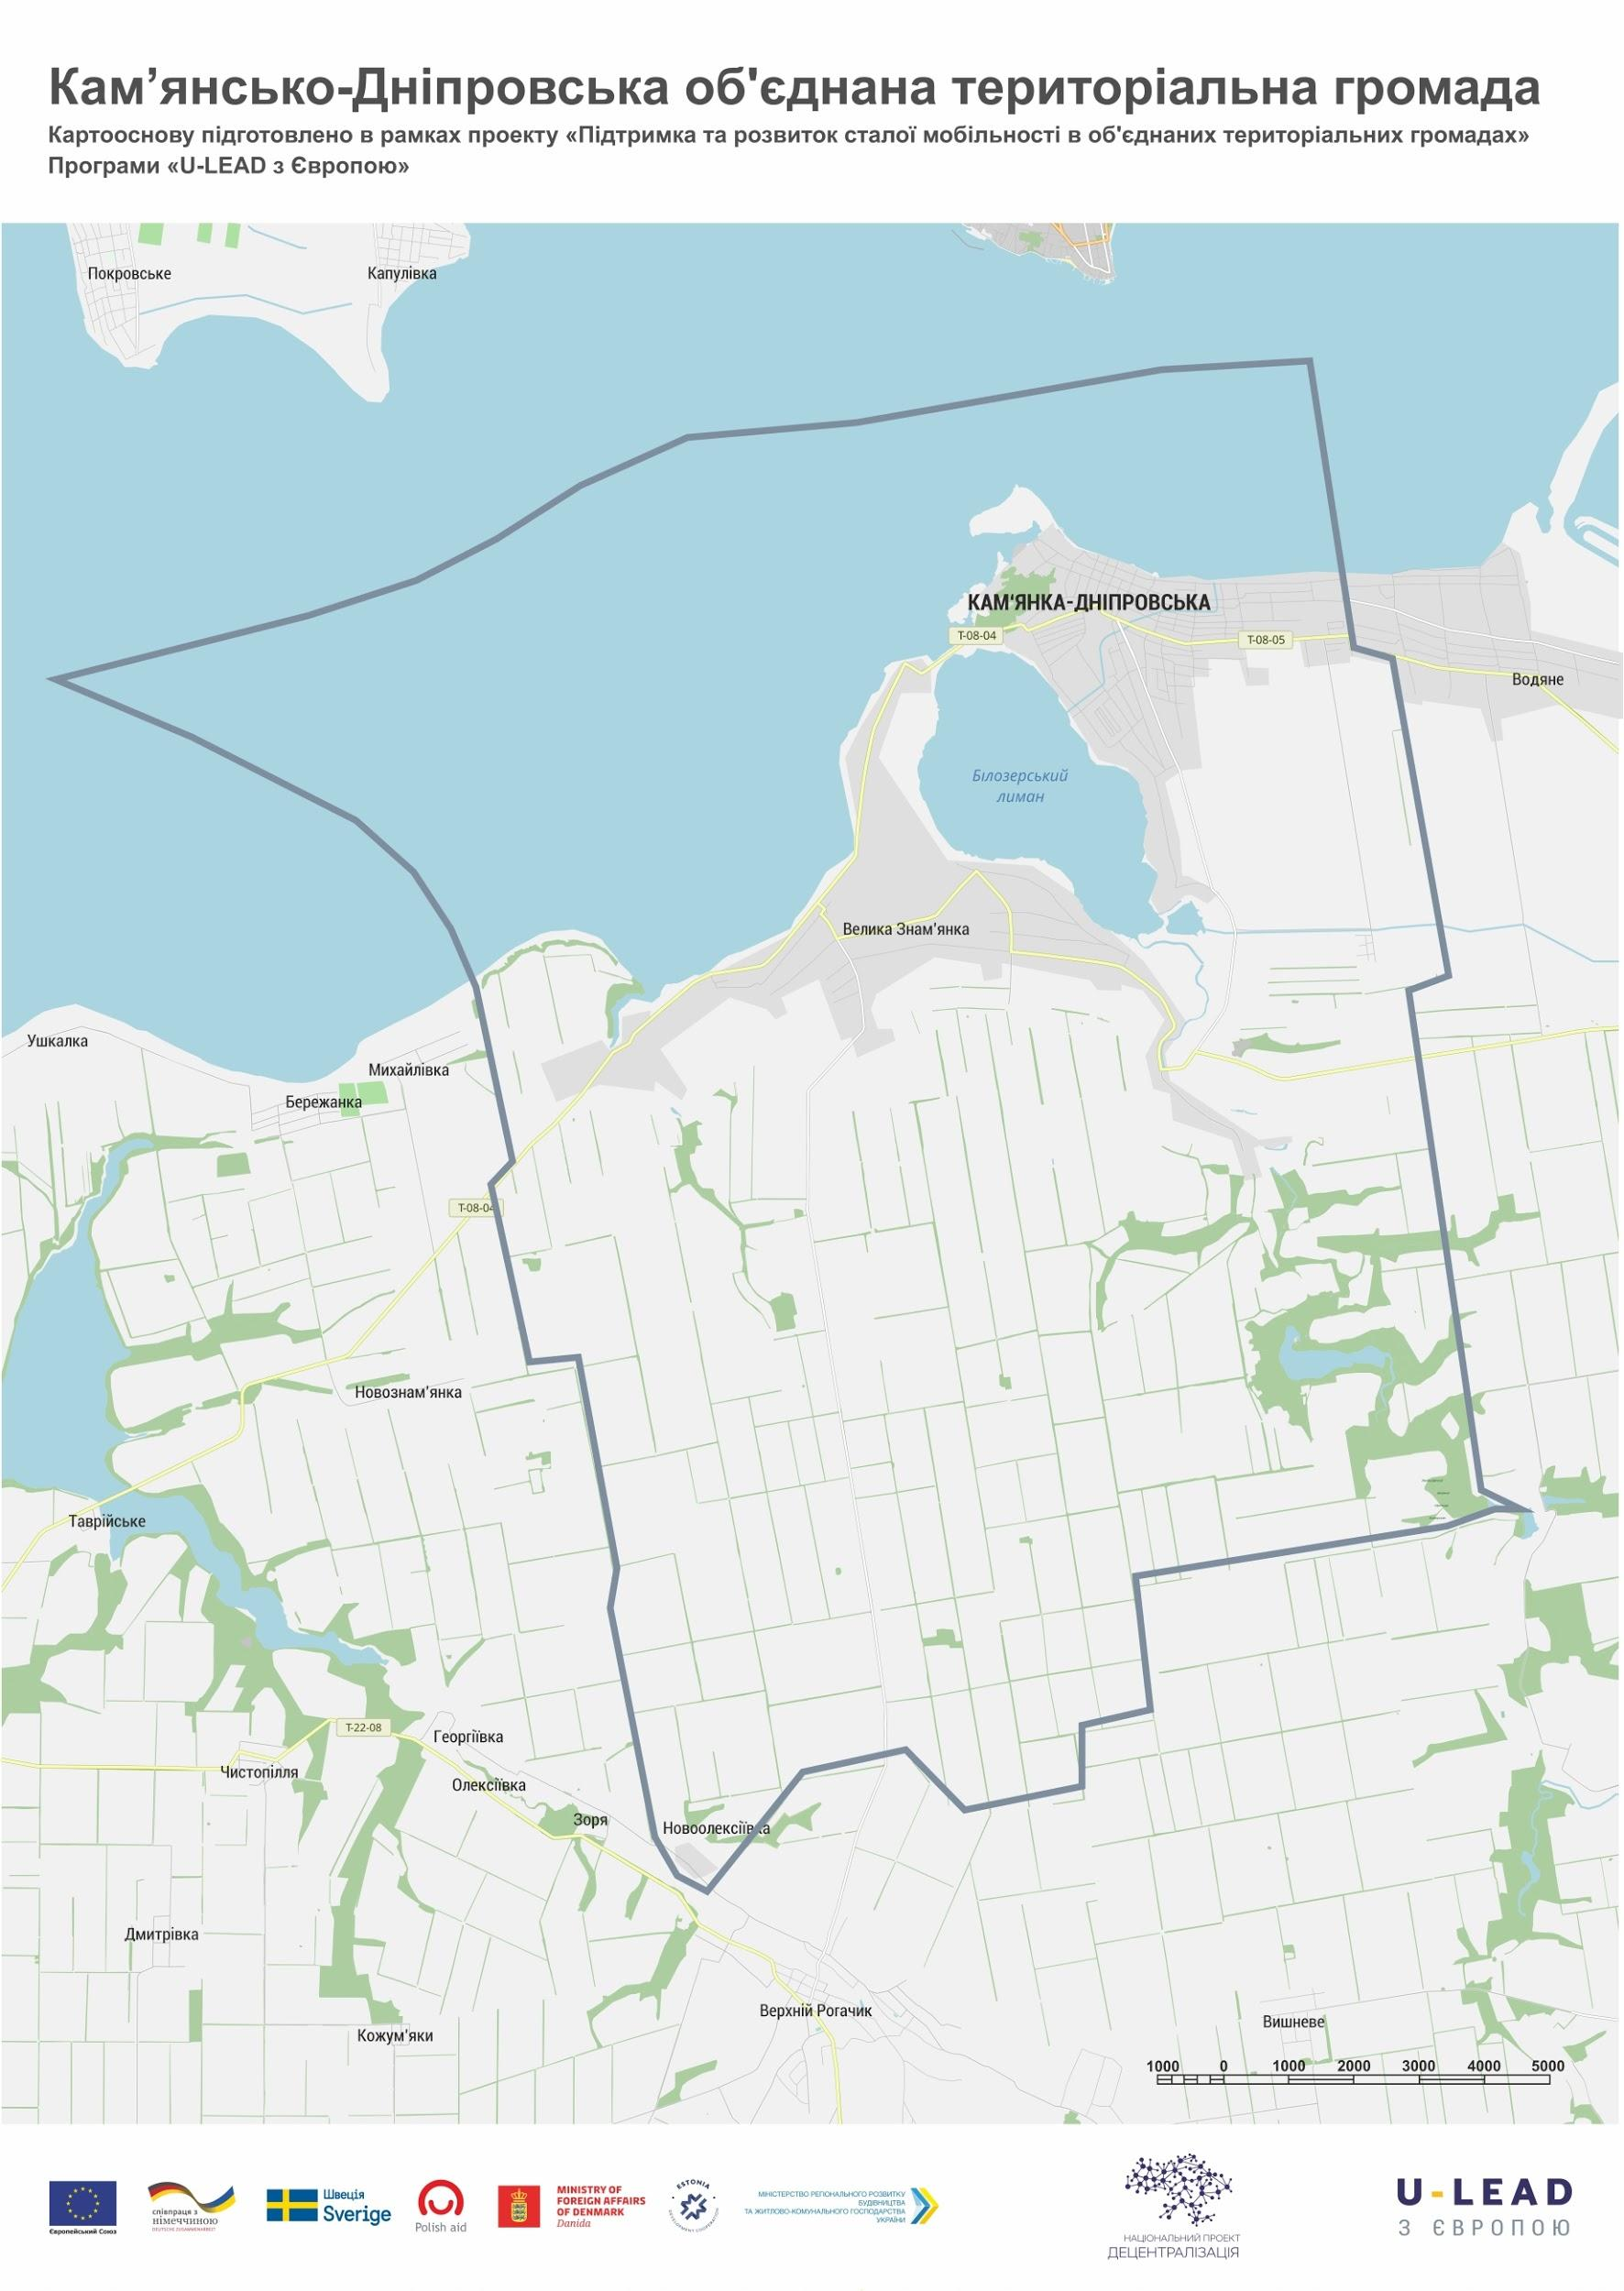 Кам’янсько-Дніпровська об'єднана територіальна громада
Картооснову підготовлено в рамках проекту «Підтримка та розвиток сталої мобільності в об'єднаних територіальних громадах»
Програми «U-LEAD з Європою»
Покровське
Капулівка
КАМ‘ЯНКА-ДНІПРОВСЬКА
Т-08-04
Т-08-05
Водяне
Білозерський
лиман
Велика Знам’янка
Ушкалка
Михайлівка
Бережанка
Т-08-04
Новознам’янка
Таврійське
Т-22-08
Георгіївка
Чистопілля
Олексіївка
Зоря
Новоолексіївка
Дмитрівка
Верхній Рогачик
Вишневе
Кожум’яки
1000 0 1000 2000 3000 4000 5000
Європейський Союз
співпраця з
німеччиною
DEUTSCHE ZUSAMMENARBEIT
Швеція
Sverige
Polish aid
MINISTRY OF
FOREIGN AFFAIRS
OF DENMARK
Danida
ESTONIA
DEVELOPMENT COOPERATION
МІНІСТЕРСТВО РЕГІОНАЛЬНОГО РОЗВИТКУ
БУДІВНИЦТВА
ТА ЖИТЛОВО-КОМУНАЛЬНОГО ГОСПОДАРСТВА
УКРАЇНИ
НАЦІОНАЛЬНИЙ ПРОЕКТ
ДЕЦЕНТРАЛІЗАЦІЯ
U-LEAD
З ЄВРОПОЮ